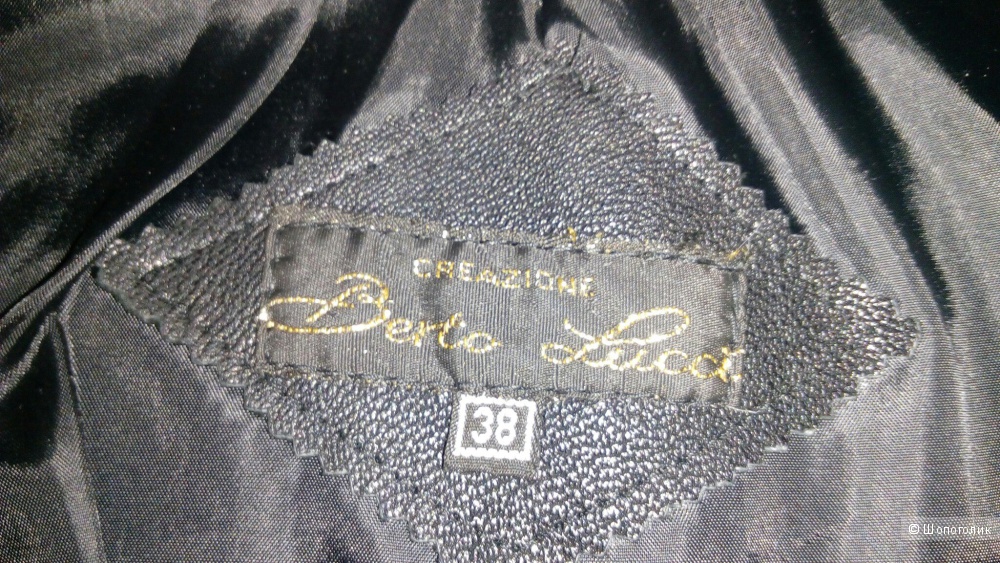 CREAZIONE
Berto Lucci
38
© Шопоголик